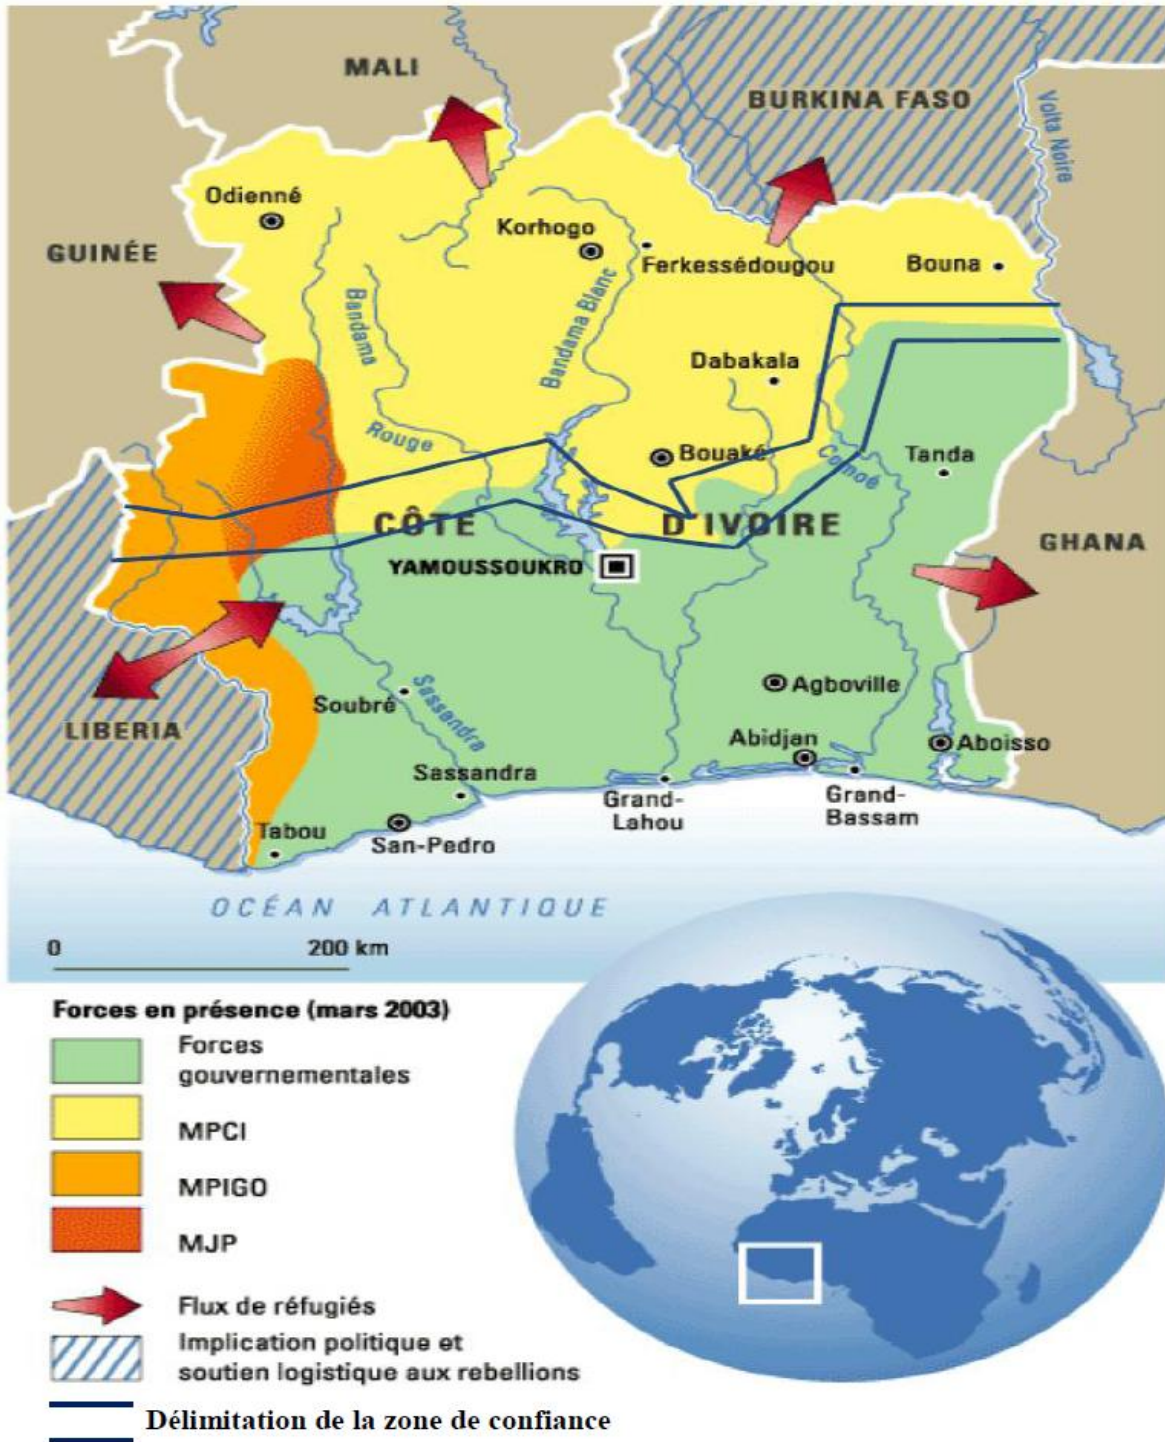 MALI
BURKINA FASO
Volta Noire
Odienné
Korhogo
GUINÉE
Ferkessédougou
Bouna
Bandama
Bandama Blanc
Dabakala
Rouge
Bouaké
Comoé
Tanda
CÔTE
D'IVOIRE
GHANA
YAMOUSSOUKRO
Agboville
Soubré
Sassandra
LIBERIA
Abidjan
Aboisso
Sassandra
Grand-
Lahou
Grand-
Bassam
Tabou
San-Pedro
OCÉAN ATLANTIQUE
0
200 km
Forces en présence (mars 2003)
Forces
gouvernementales
MPCI
MPIGO
MJP
Flux de réfugiés
Implication politique et
soutien logistique aux rebellions
Délimitation de la zone de confiance